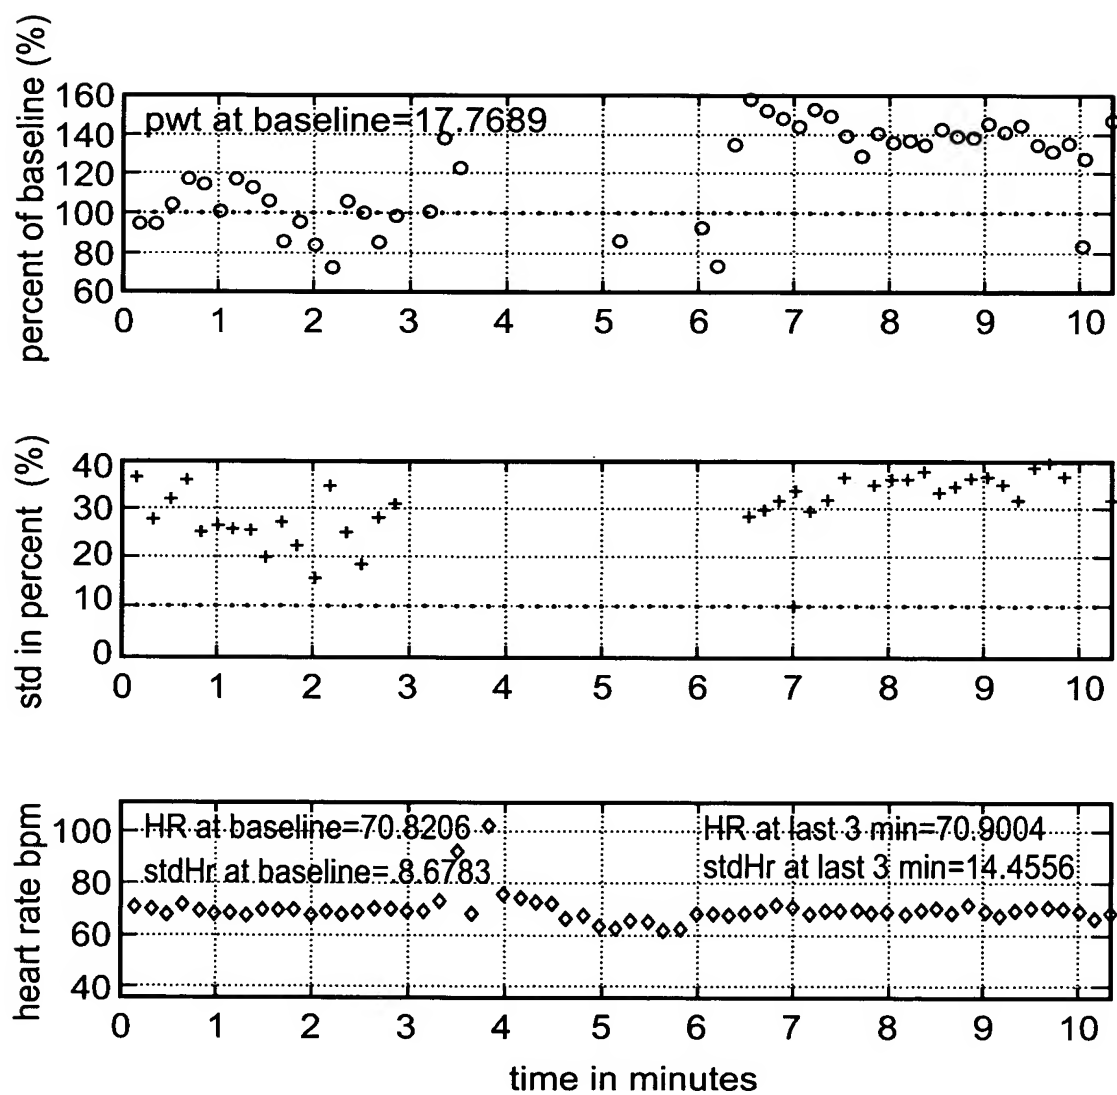 percent of baseline (%)
160
140
120
100
80
60
pwt at baseline=17.7689
0 1 2 3 4 5 6 7 8 9 10
std in percent (%)
40
30
20
10
0
0 1 2 3 4 5 6 7 8 9 10
heart rate bpm
100
80
60
40
HR at baseline=70.8206
stdHr at baseline=.8.6783
HR at last 3 min=70.9004
stdHr at last 3 min=14.4556
0 1 2 3 4 5 6 7 8 9 10
time in minutes